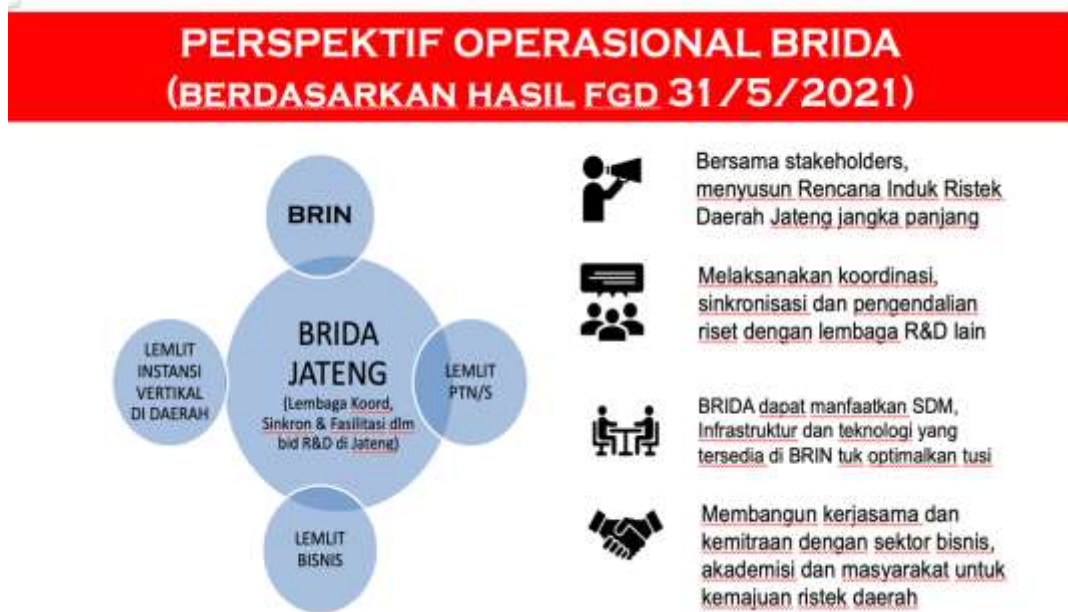 PERSPEKTIF OPERASIONAL BRIDA
(BERDASARKAN HASIL FGD 31/5/2021)
BRIN
BRIDA
JATENG
(Lembaga Koord,
Sinkron & Fasilitasi dlm
bid R&D di Jateng)
LEMLIT
INSTANSI
VERTIKAL
DI DAERAH
LEMLIT
PTN/S
LEMLIT
BISNIS
Bersama stakeholders,
menyusun Rencana Induk Ristek
Daerah Jateng jangka panjang
Melaksanakan koordinasi,
sinkronisasi dan pengendalian
riset dengan lembaga R&D lain
BRIDA dapat manfaatkan SDM,
Infrastruktur dan teknologi yang
tersedia di BRIN tuk optimalkan tusi
Membangun kerjasama dan
kemitraan dengan sektor bisnis,
akademisi dan masyarakat untuk
kemajuan ristek daerah